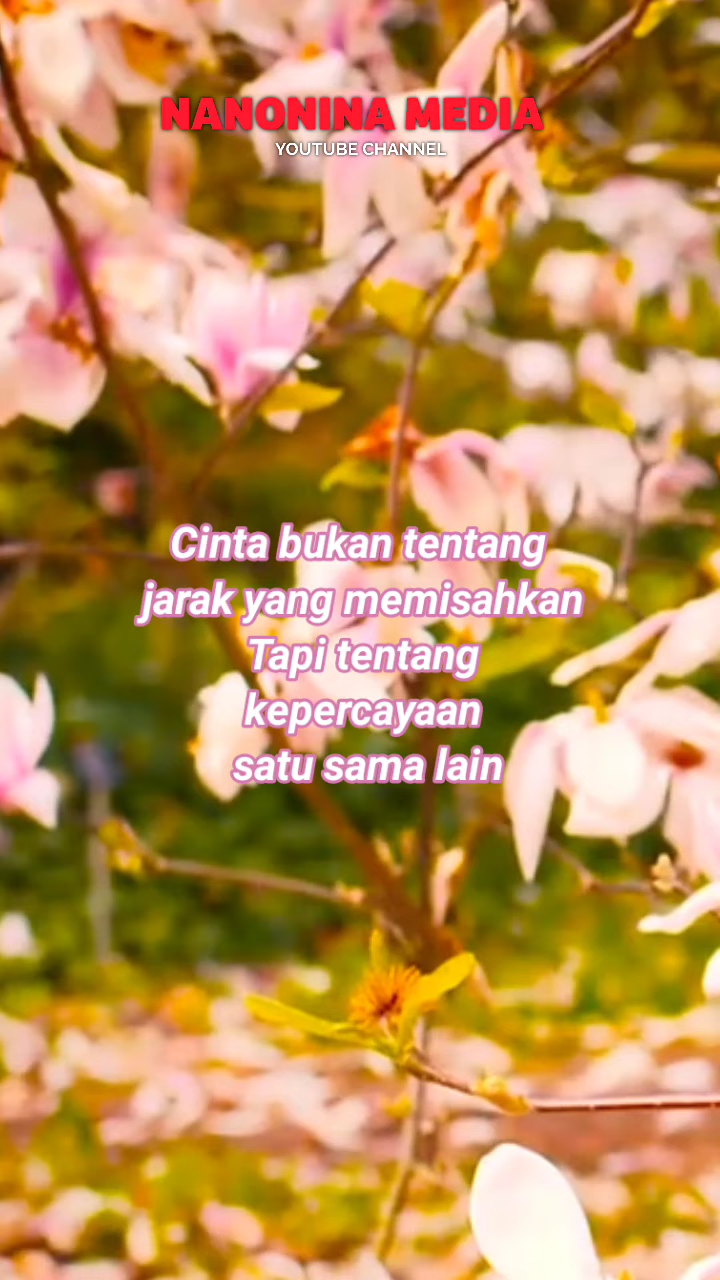 NANONINA MEDIA
YOUTUBE CHANNEL
Cinta bukan tentang
jarak yang memisahkan
Tapi tentang
kepercayaan
satu sama lain